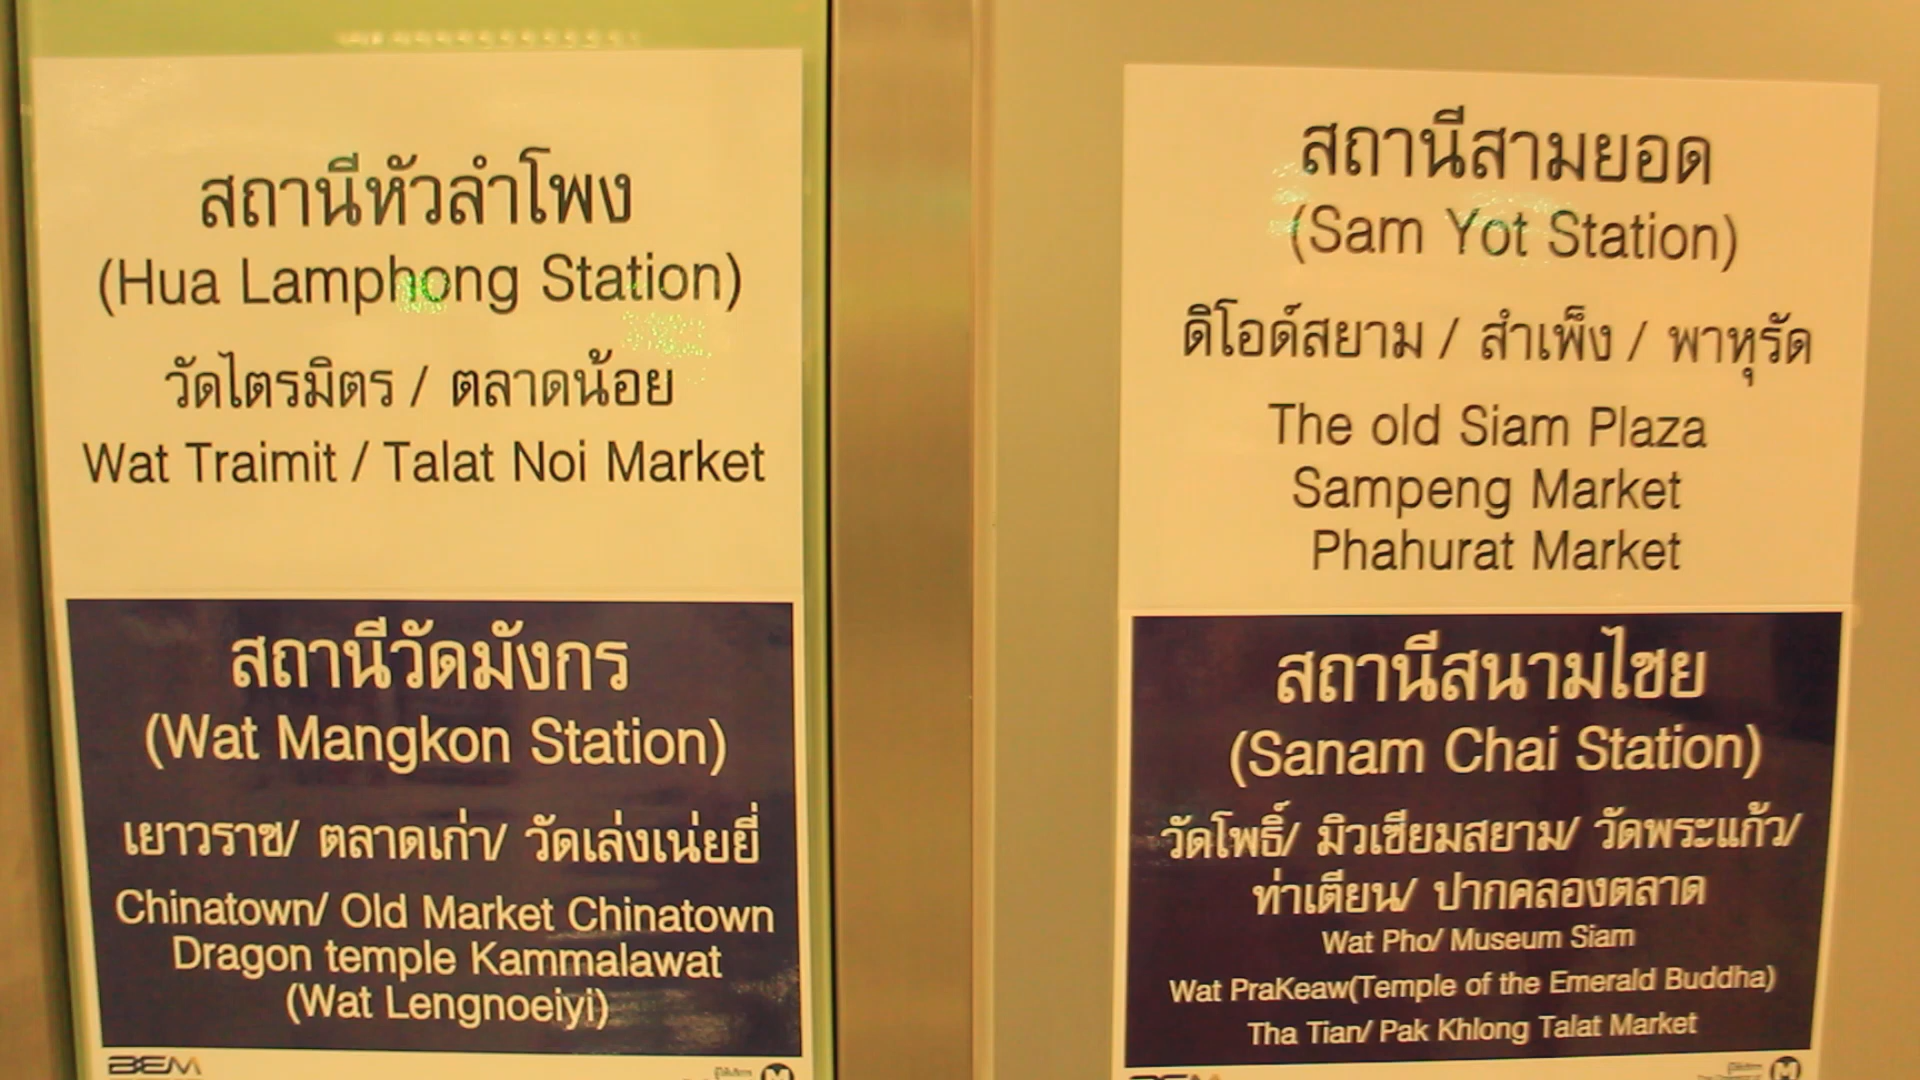 สถานีหัวลำโพง
(Hua Lamphong Station)
วัดไตรมิตร / ตลาดน้อย
Wat Traimit / Talat Noi Market
สถานีวัดมังกร
(Wat Mangkon Station)
เยาวราช/ ตลาดเก่า/ วัดเล่งเน่ยยี่
Chinatown/ Old Market Chinatown
Dragon temple Kammalawat
(Wat Lengnoeiyi)
BEM
สถานีสามยอด
(Sam Yot Station)
ดิโอด์สยาม / สำเพ็ง / พาหุรัด
The old Siam Plaza
Sampeng Market
Phahurat Market
สถานีสนามไชย
(Sanam Chai Station)
วัดโพธิ์/ มิวเซียมสยาม/ วัดพระแก้ว/
ท่าเตียน/ ปากคลองตลาด
Wat Pho/ Museum Siam
Wat PraKeaw(Temple of the Emerald Buddha)
Tha Tian/ Pak Khlong Talat Market